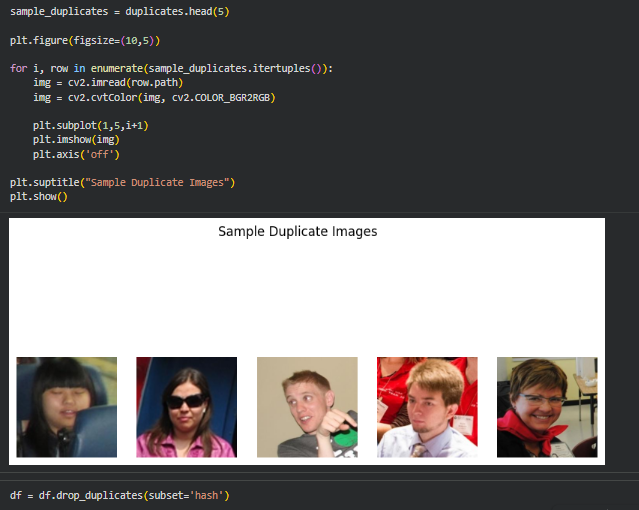 sample_duplicates = duplicates.head(5)
plt.figure(figsize=(10,5))
for i, row in enumerate(sample_duplicates.itertuples()):
    img = cv2.imread(row.path)
    img = cv2.cvtColor(img, cv2.COLOR_BGR2RGB)
    plt.subplot(1,5,i+1)
    plt.imshow(img)
    plt.axis('off')
plt.suptitle("Sample Duplicate Images")
plt.show()
Sample Duplicate Images
df = df.drop_duplicates(subset='hash')